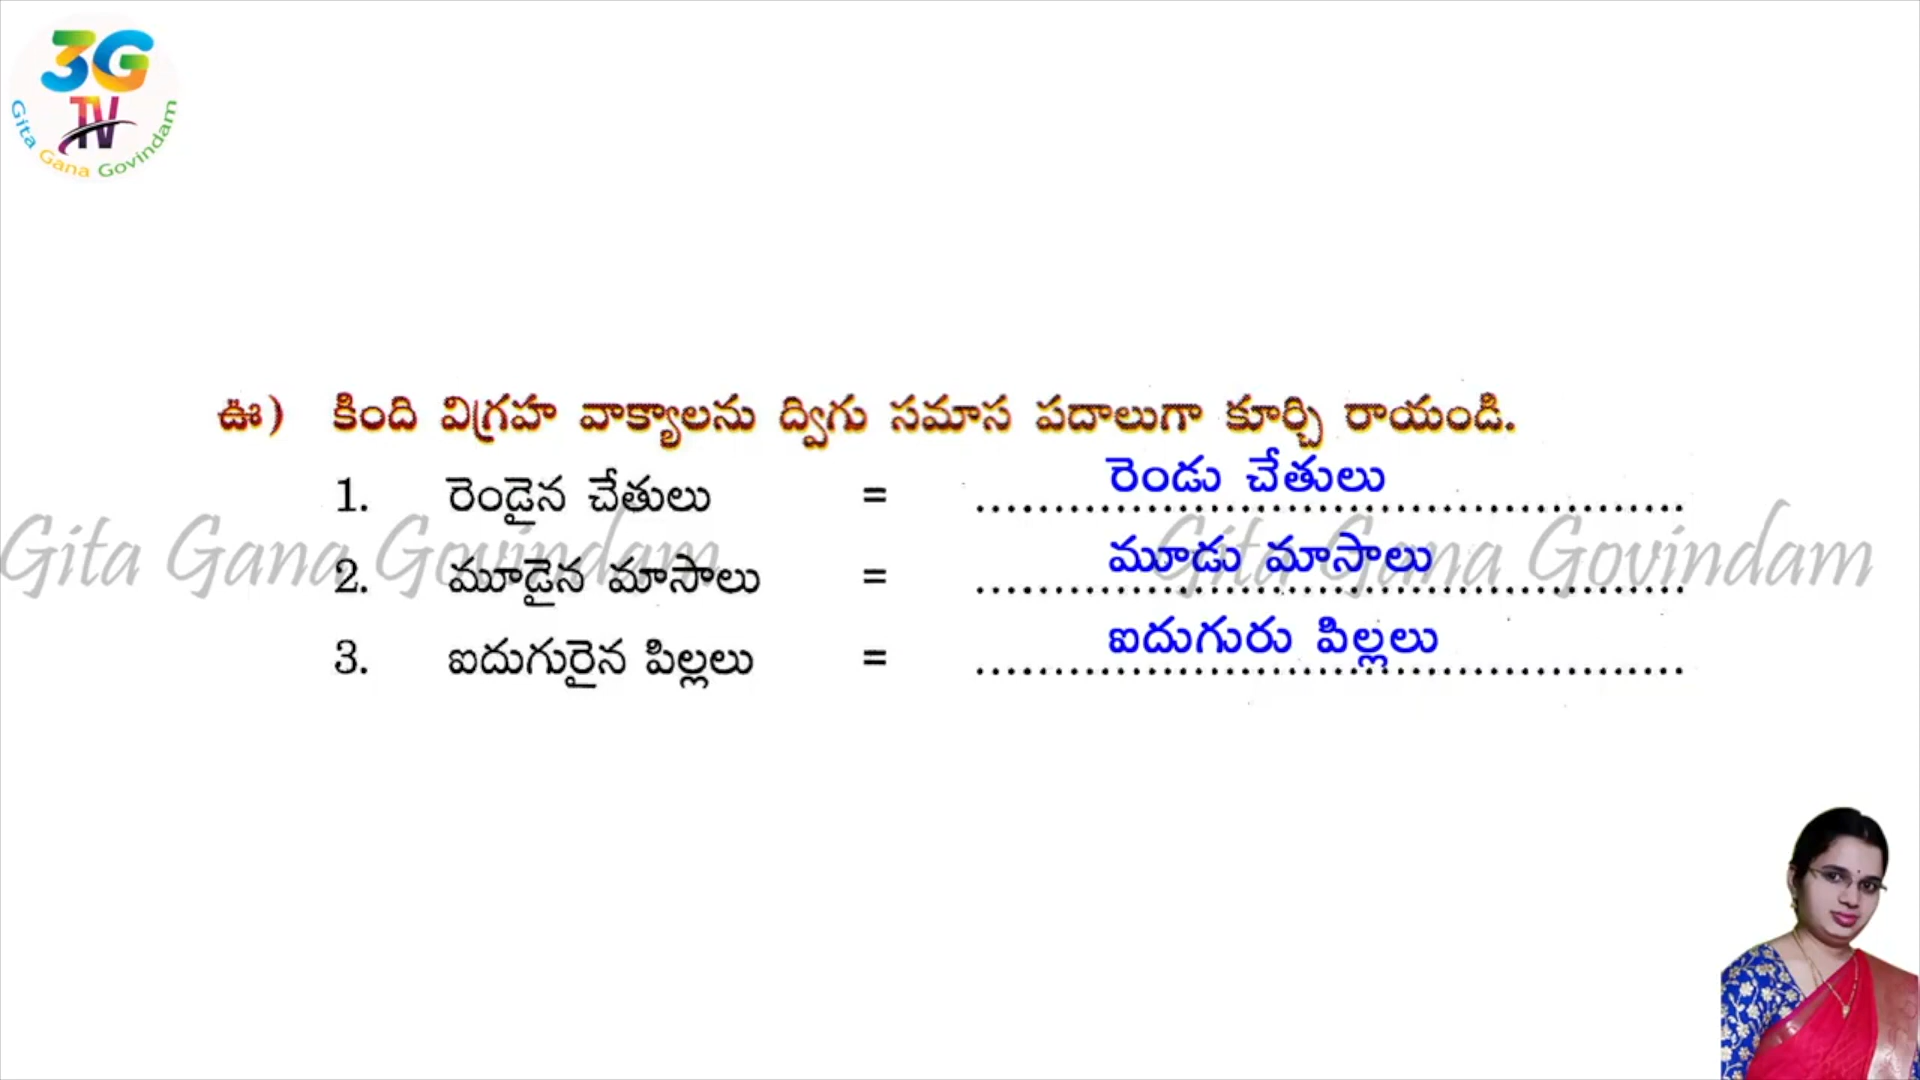 3G
TV
Gita Gana Govindam
ఊ) కింది విగ్రహ వాక్యాలను ద్విగు సమాస పదాలుగా కూర్చి రాయండి.
1. రెండైన చేతులు = ........................................ రెండు చేతులు
2. మూడైన మాసాలు = ........................................ మూడు మాసాలు
3. ఐదుగురైన పిల్లలు = ........................................ ఐదుగురు పిల్లలు
Gita Gana Govindam
Gita Gana Govindam